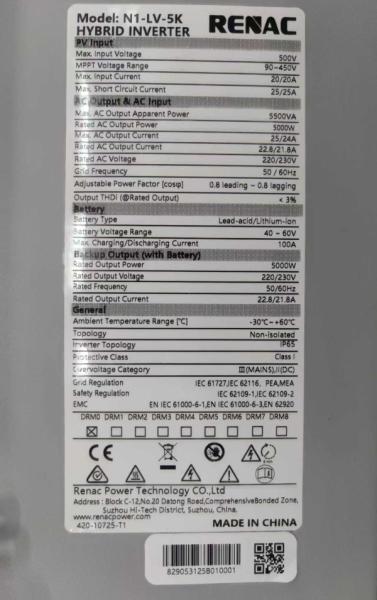 Model: N1-LV-5K RENAC
HYBRID INVERTER
PV Input
Max. Input Voltage 500V
MPPT Voltage Range 90~450V
Max. Input Current 20/20A
Max. Short Circuit Current 25/25A
AC Output & AC Input
Max. AC Output Apparent Power 5500VA
Rated AC Output Power 5000W
Max. AC Output Current 25/24A
Rated AC Output Current 22.8/21.8A
Rated AC Voltage 220/230V
Grid Frequency 50 / 60Hz
Adjustable Power Factor [cosφ] 0.8 leading ~ 0.8 lagging
Output THDi (@Rated Output) < 3%
Battery
Battery Type Lead-acid/Lithium-ion
Battery Voltage Range 40 ~ 60V
Max. Charging/Discharging Current 100A
Backup Output (with Battery)
Rated Output Power 5000W
Rated Output Voltage 220/230V
Rated Frequency 50/60Hz
Rated Output Current 22.8/21.8A
General
Ambient Temperature Range [℃] -30℃~+60℃
Topology Non-isolated
Inverter Topology IP65
Protective Class Class I
Overvoltage Category Ⅲ(MAINS),Ⅱ(DC)
Grid Regulation IEC 61727,IEC 62116, PEA,MEA
Safety Regulation IEC 62109-1,IEC 62109-2
EMC EN IEC 61000-6-1,EN IEC 61000-6-3,EN 62920
DRM0 DRM1 DRM2 DRM3 DRM4 DRM5 DRM6 DRM7 DRM8
CE
Renac Power Technology CO.,Ltd
Address : Block C-12,No.20 Datong Road,ComprehensiveBonded Zone,
Suzhou Hi-Tech District, Suzhou, China.
www.renacpower.com
420-10725-T1 MADE IN CHINA
829053125B010001